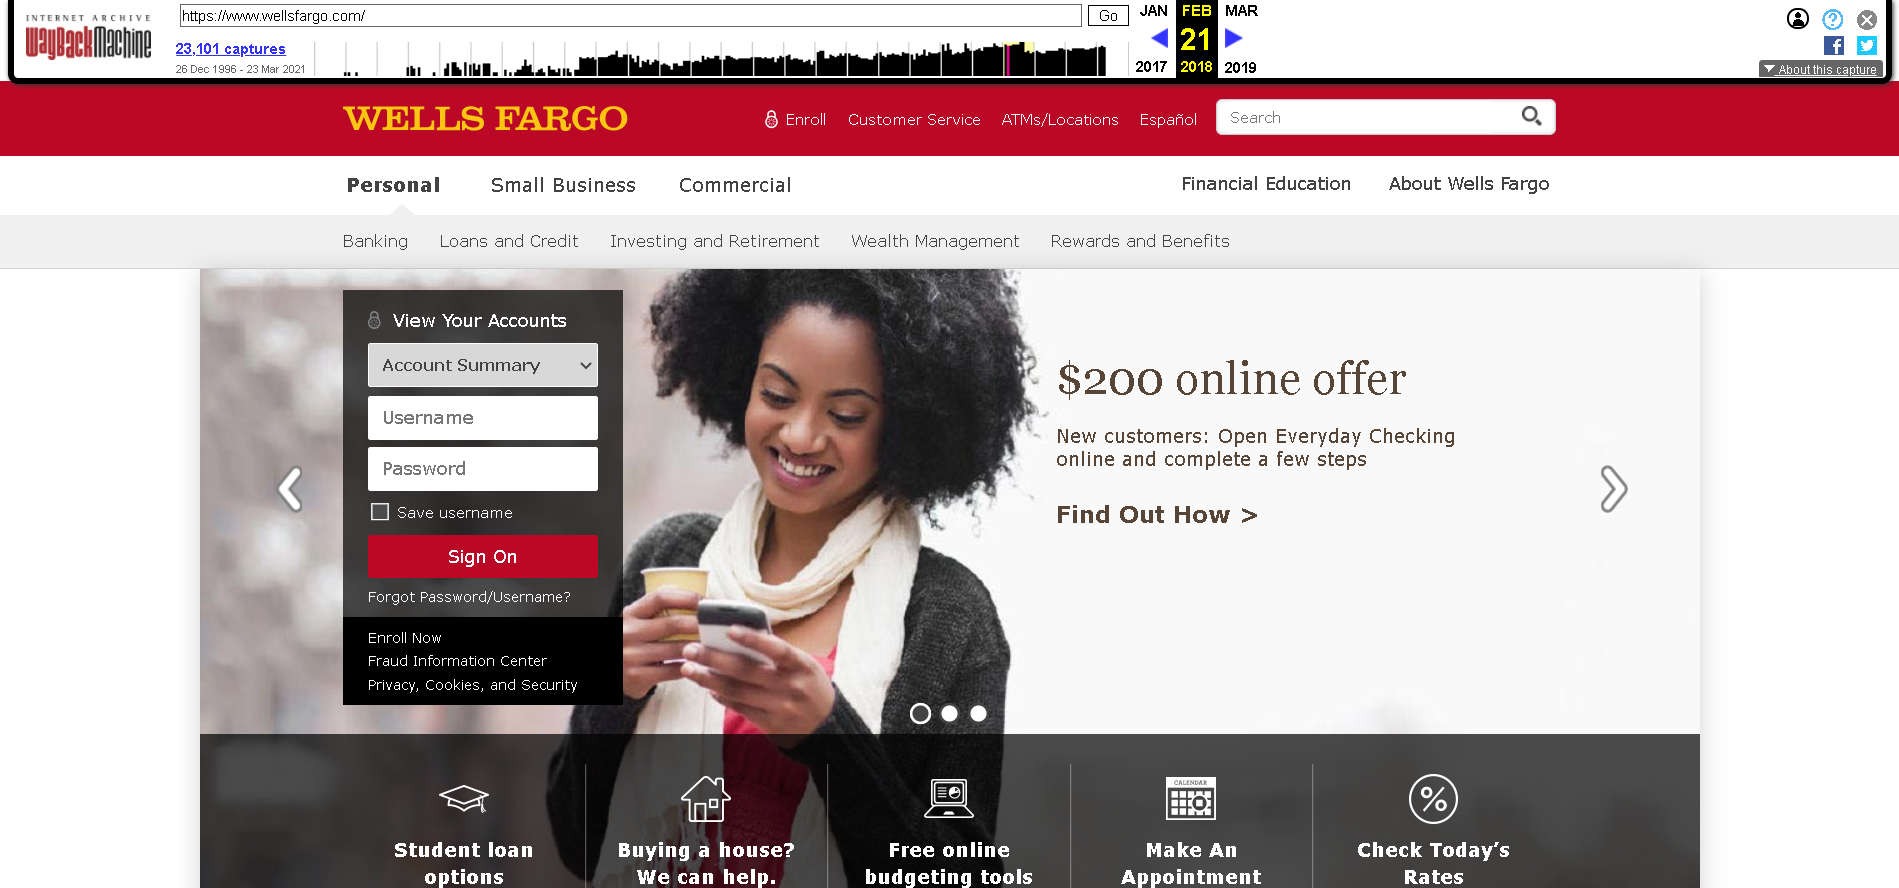 INTERNET ARCHIVE
WayBackMachine
https://www.wellsfargo.com/
Go
JAN FEB MAR
23,101 captures
21
26 Dec 1996 - 23 Mar 2021
2017 2018 2019
About this capture
WELLS FARGO
Enroll Customer Service ATMs/Locations Español
Search
Personal Small Business Commercial
Financial Education About Wells Fargo
Banking Loans and Credit Investing and Retirement Wealth Management Rewards and Benefits
View Your Accounts
Account Summary
Username
Password
Save username
Sign On
Forgot Password/Username?
Enroll Now
Fraud Information Center
Privacy, Cookies, and Security
$200 online offer
New customers: Open Everyday Checking
online and complete a few steps
Find Out How >
Student loan
options
Buying a house?
We can help.
Free online
budgeting tools
CALENDAR
Make An
Appointment
%
Check Today's
Rates